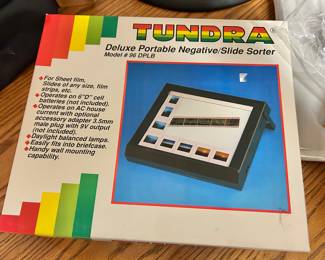 TUNDRA
Deluxe Portable Negative/Slide Sorter
Model # 96 DPLB
For Sheet film,
Slides of any size, film
strips, etc.
Operates on 6"D" cell
batteries (not included).
Operates on AC house
current with optional
accessory adapter 3.5mm
male plug with 9V output
(not included).
Daylight balanced lamps.
Easily fits into briefcase.
Handy wall mounting
capability.